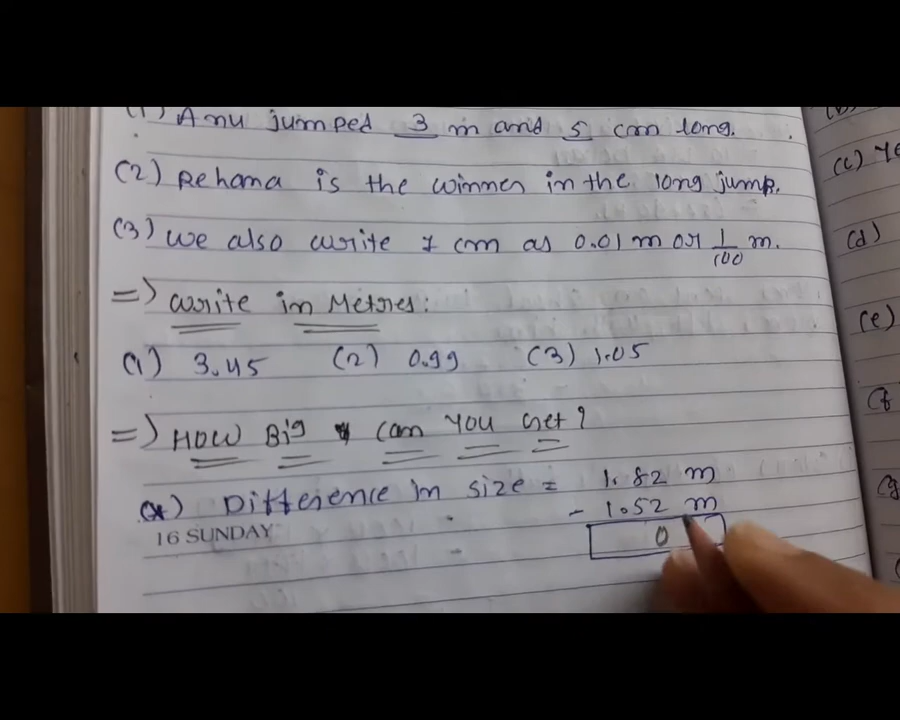 (1) Anu jumped 3 m and 5 cm long.
(2) Rehana is the winner in the long jump.
(3) we also write 1 cm as 0.01 m or 1/100 m.
=> write in Metres:
(1) 3.45 (2) 0.99 (3) 1.05
=> How Big can You Get?
(a) Difference in size = 1.82 m
- 1.52 m
16 SUNDAY
0
(c) Ye
(d)
(e)
(f
(g